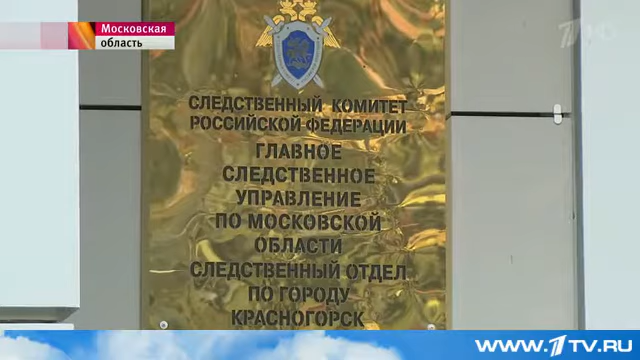 Московская
область
СЛЕДСТВЕННЫЙ КОМИТЕТ
РОССИЙСКОЙ ФЕДЕРАЦИИ
ГЛАВНОЕ
СЛЕДСТВЕННОЕ
УПРАВЛЕНИЕ
ПО МОСКОВСКОЙ
ОБЛАСТИ
СЛЕДСТВЕННЫЙ ОТДЕЛ
ПО ГОРОДУ
КРАСНОГОРСК
WWW.1TV.RU